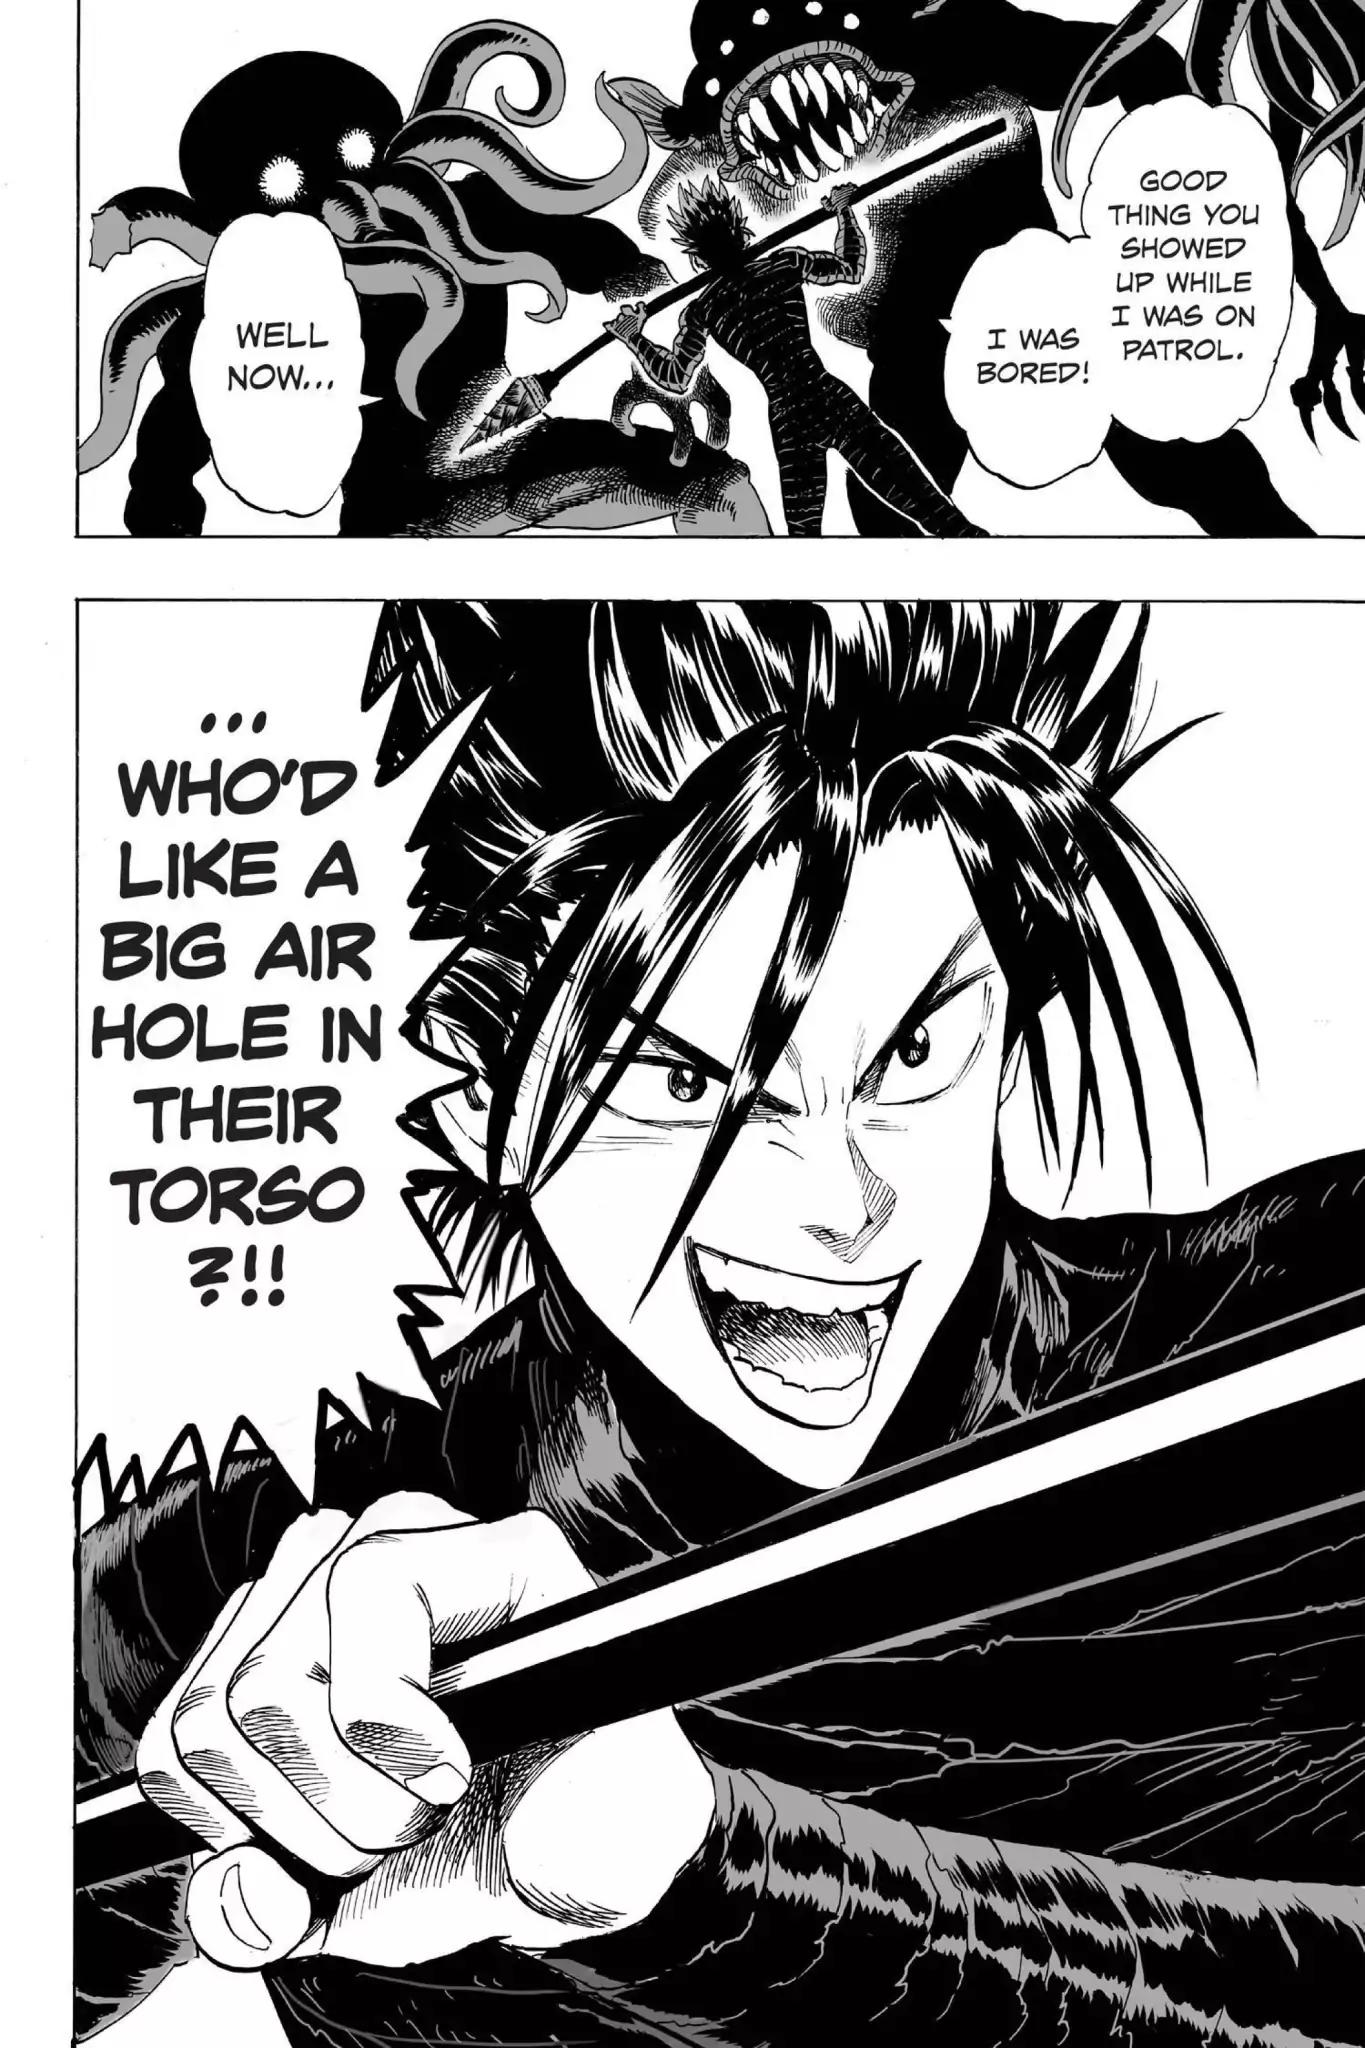 GOOD
THING YOU
SHOWED
UP WHILE
I WAS ON
PATROL.
I WAS
BORED!
WELL
NOW...
...
WHO'D
LIKE A
BIG AIR
HOLE IN
THEIR
TORSO
?!!